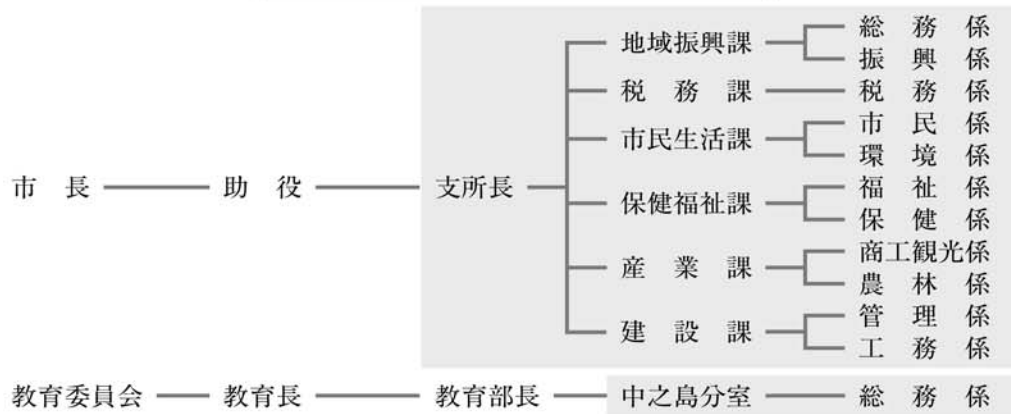 総務係
地域振興課
振興係
税務課 税務係
市民係
市民生活課
環境係
市長 助役 支所長
福祉係
保健福祉課
保健係
商工観光係
産業課
農林係
管理係
建設課
工務係
教育委員会 教育長 教育部長 中之島分室 総務係